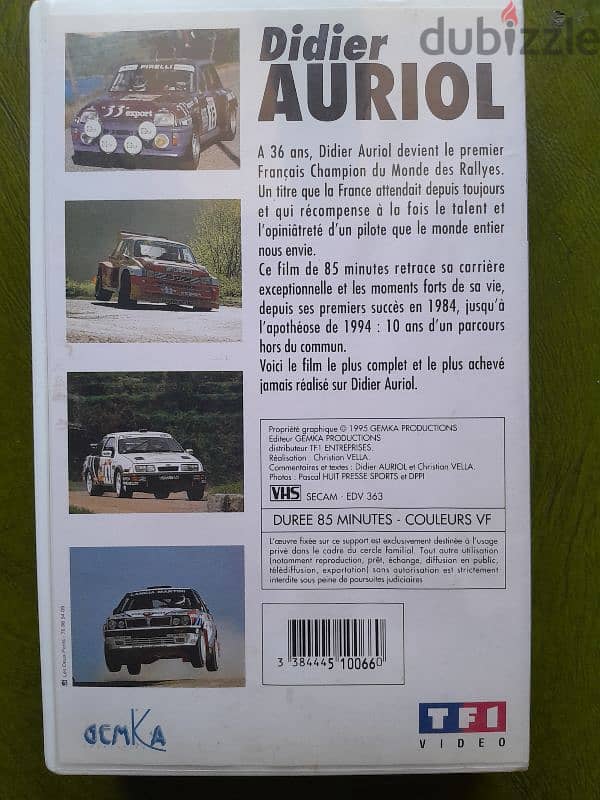 dubizzle
Didier
AURIOL
PIRELLI
33 export
A 36 ans, Didier Auriol devient le premier
Français Champion du Monde des Rallyes.
Un titre que la France attendait depuis toujours
et qui récompense à la fois le talent et
l'opiniâtreté d'un pilote que le monde entier
nous envie.
Ce film de 85 minutes retrace sa carrière
exceptionnelle et les moments forts de sa vie,
depuis ses premiers succès en 1984, jusqu'à
l'apothéose de 1994 : 10 ans d'un parcours
hors du commun.
Voici le film le plus complet et le plus achevé
jamais réalisé sur Didier Auriol.
Propriété graphique © 1995 GEMKA PRODUCTIONS
Editeur GEMKA PRODUCTIONS
distributeur TF1 ENTREPRISES.
Réalisation : Christian VELLA.
Commentaires et textes : Didier AURIOL et Christian VELLA.
Photos : Pascal HUIT PRESSE SPORTS et DPPI
VHS SECAM - EDV 363
DUREE 85 MINUTES - COULEURS VF
L'œuvre fixée sur ce support est exclusivement destinée à l'usage
privé dans le cadre du cercle familial. Tout autre utilisation
(notamment reproduction, prêt, échange, diffusion en public,
télédiffusion, exportation) sans autorisation est strictement
interdite sous peine de poursuites judiciaires
MARTINI
3 384445 100660
GEMKA
TF1
VIDEO